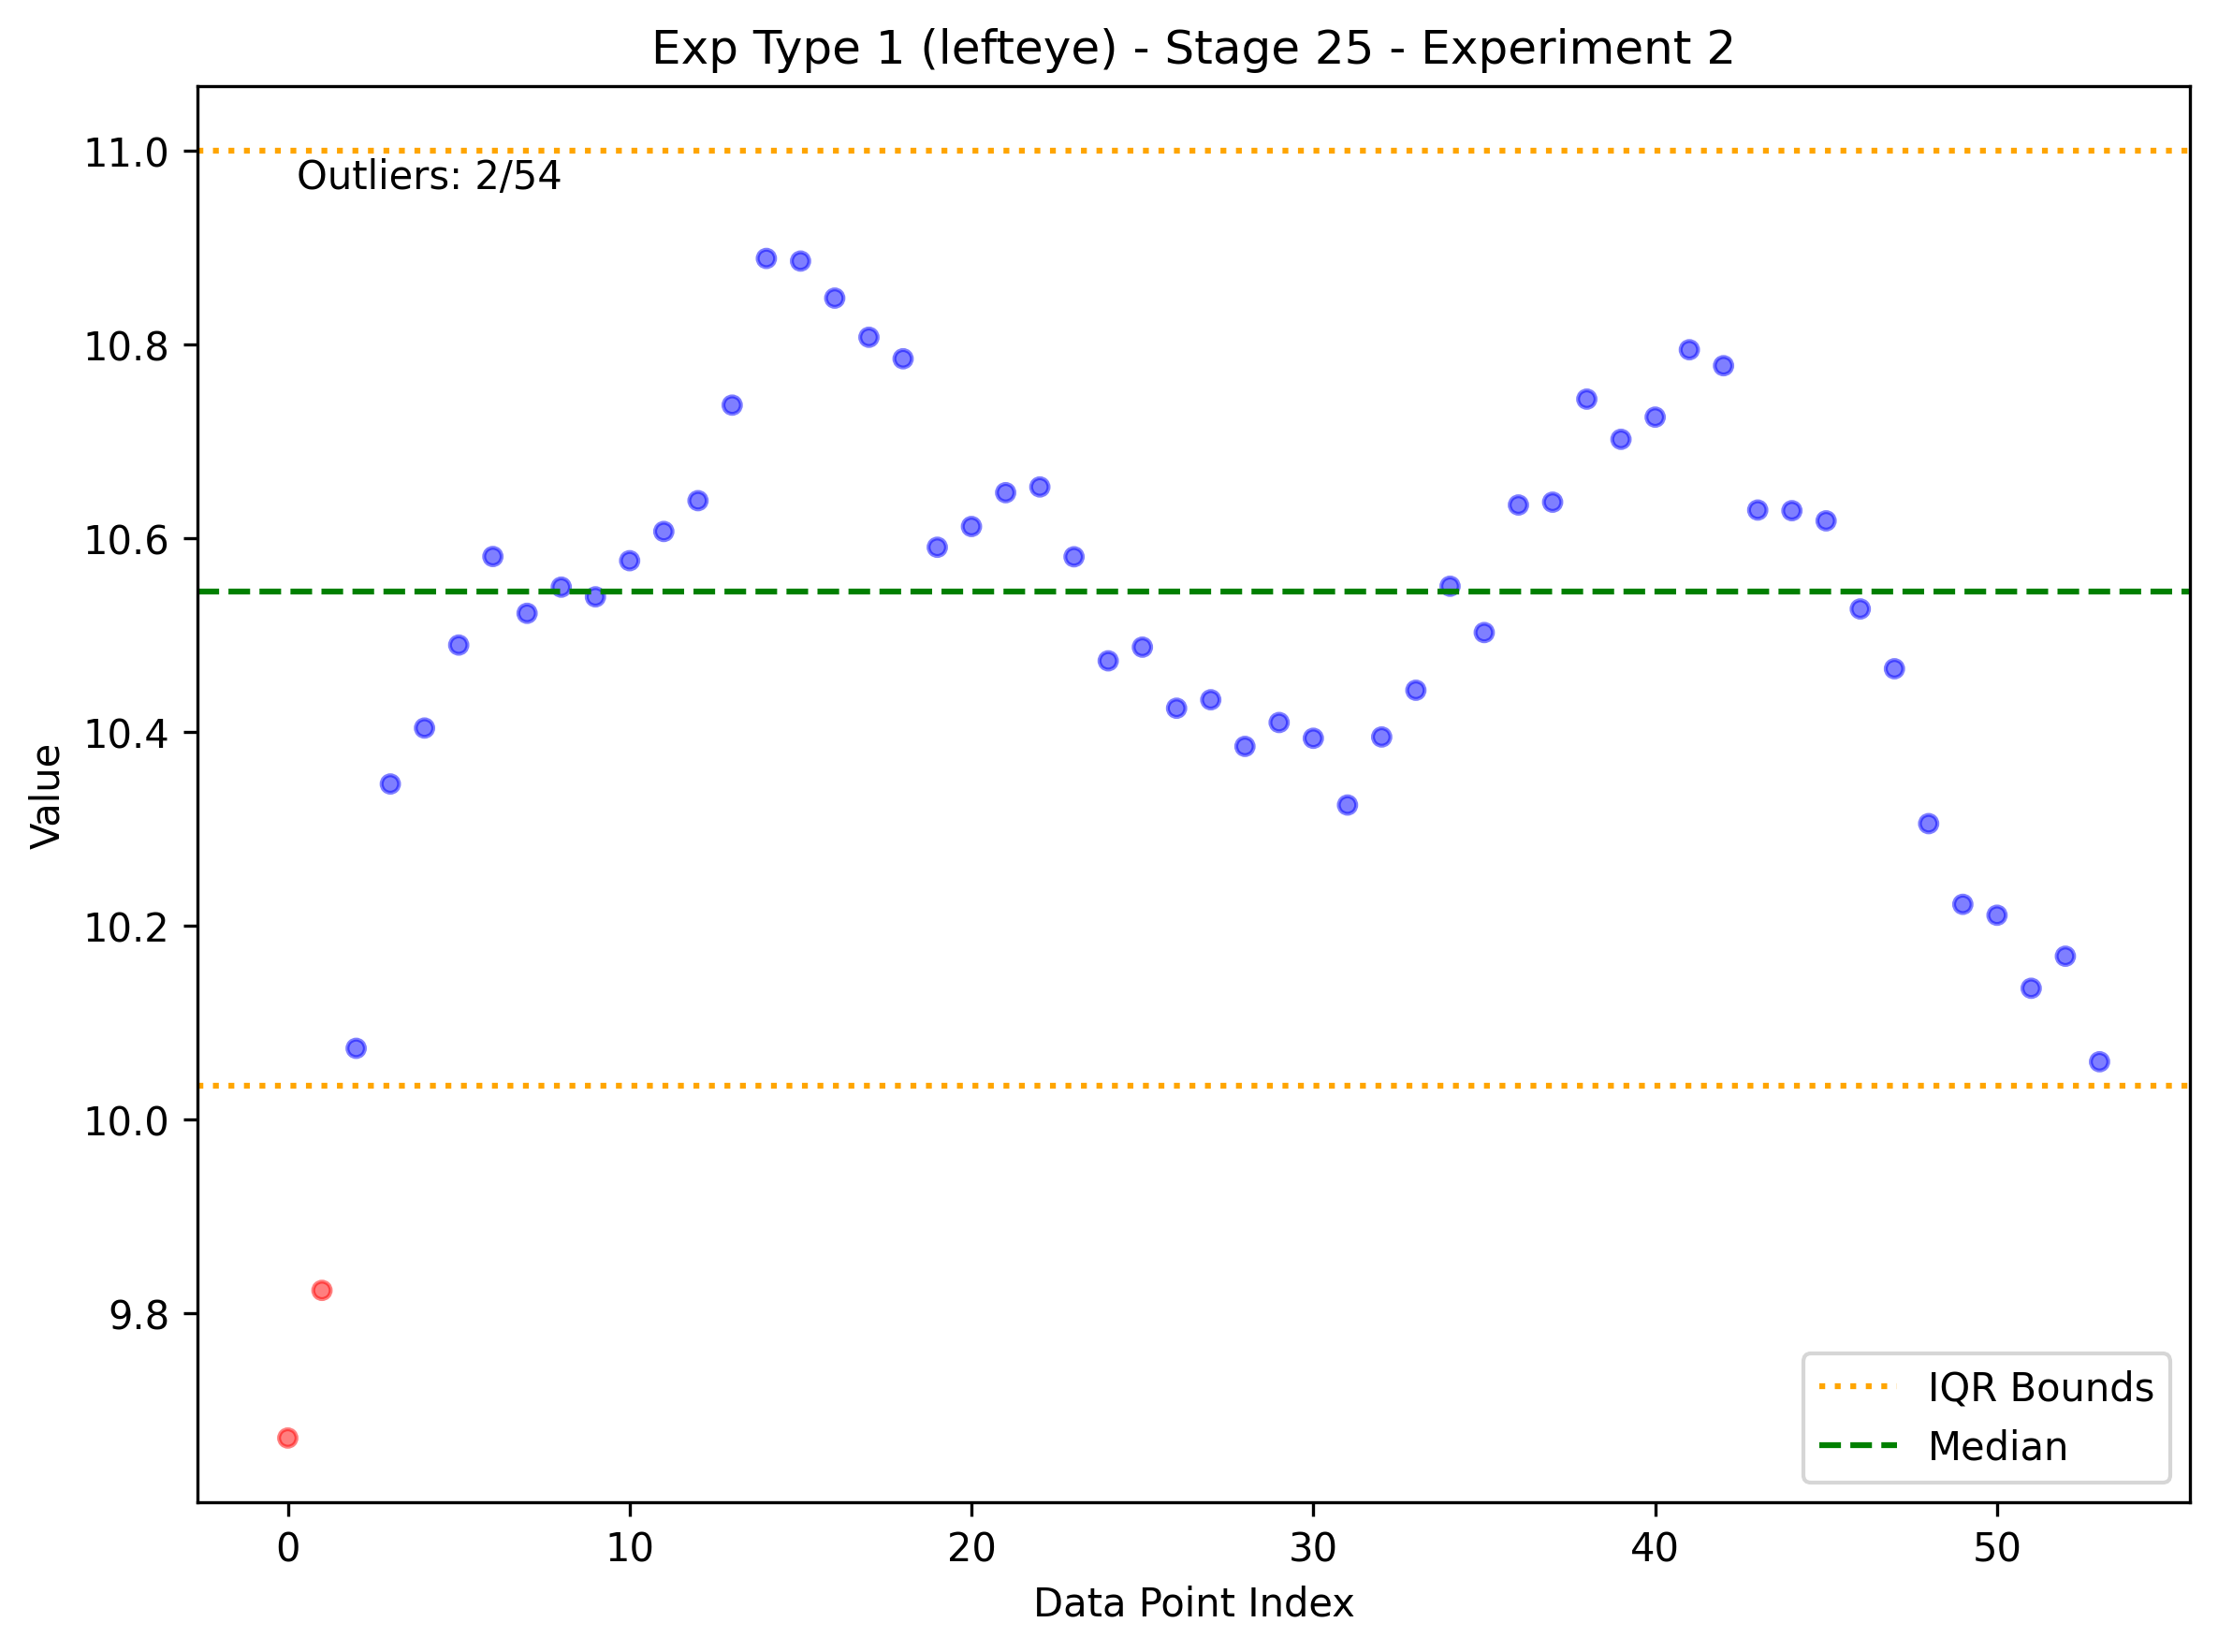 Exp Type 1 (lefteye) - Stage 25 - Experiment 2
11.0
Outliers: 2/54
10.8
10.6
10.4
Value
10.2
10.0
9.8
IQR Bounds
Median
0 10 20 30 40 50
Data Point Index